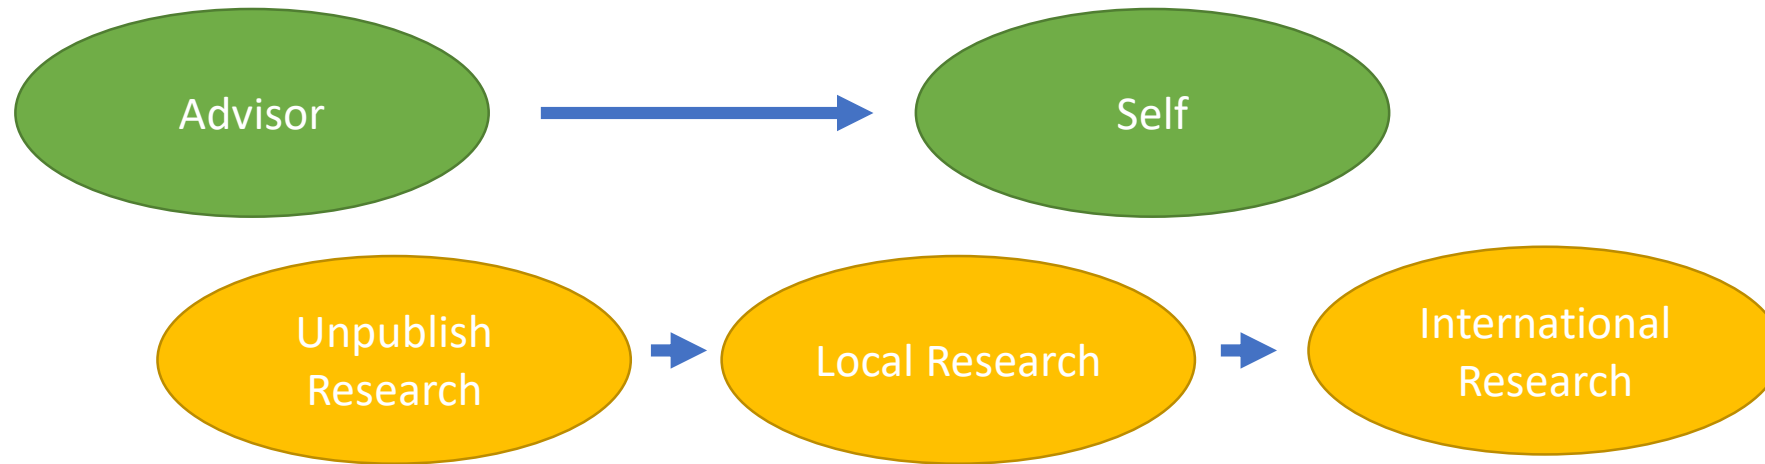 Advisor
Self
Unpublish
Research
Local Research
International
Research